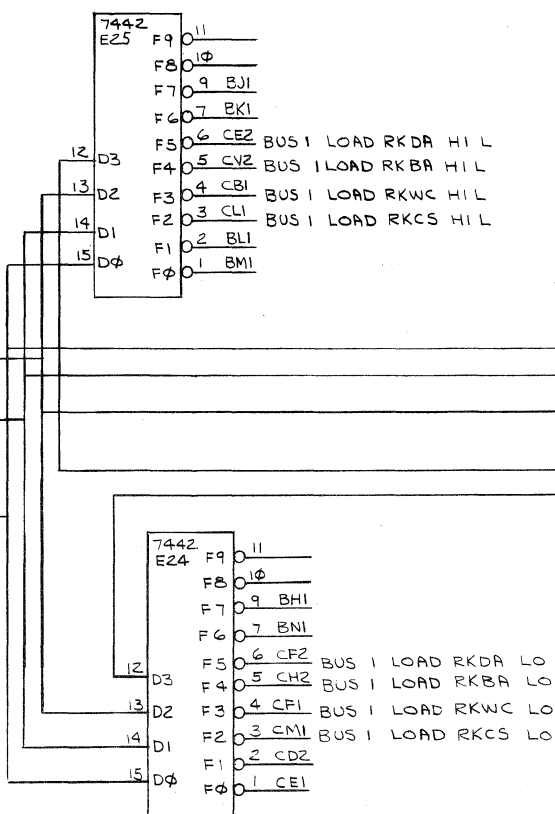 7442
E25
F9 11
F8 1φ
F7 9 BJ1
F6 7 BK1
F5 6 CE2 BUS 1 LOAD RKDA HI L
12 D3 F4 5 CV2 BUS 1 LOAD RKBA HI L
13 D2 F3 4 CB1 BUS 1 LOAD RKWC HI L
F2 3 CL1 BUS 1 LOAD RKCS HI L
14 D1 F1 2 BL1
15 Dφ Fφ 1 BM1
7442
E24
F9 11
F8 1φ
F7 9 BH1
F6 7 BN1
F5 6 CF2 BUS 1 LOAD RKDA LO
12 D3 F4 5 CH2 BUS 1 LOAD RKBA LO
13 D2 F3 4 CF1 BUS 1 LOAD RKWC LO
F2 3 CM1 BUS 1 LOAD RKCS LO
14 D1 F1 2 CD2
15 Dφ Fφ 1 CE1